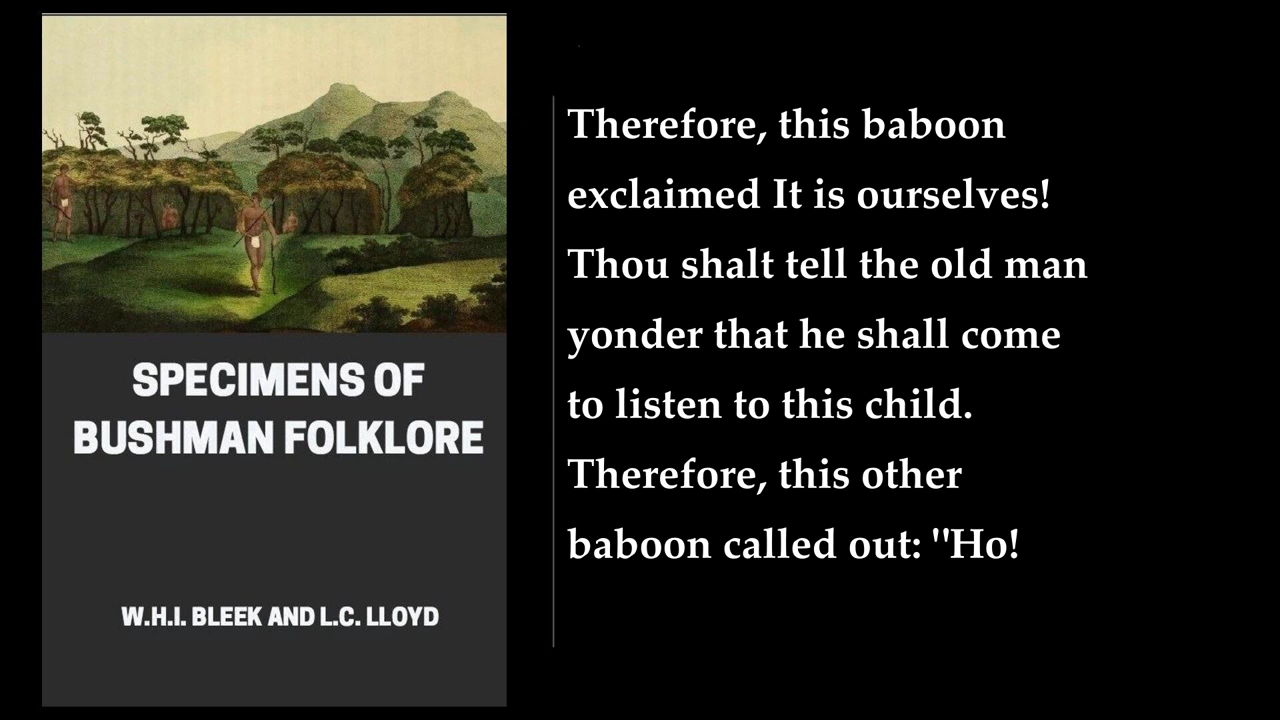 SPECIMENS OF
BUSHMAN FOLKLORE
W.H.I. BLEEK AND L.C. LLOYD
Therefore, this baboon
exclaimed It is ourselves!
Thou shalt tell the old man
yonder that he shall come
to listen to this child.
Therefore, this other
baboon called out: "Ho!